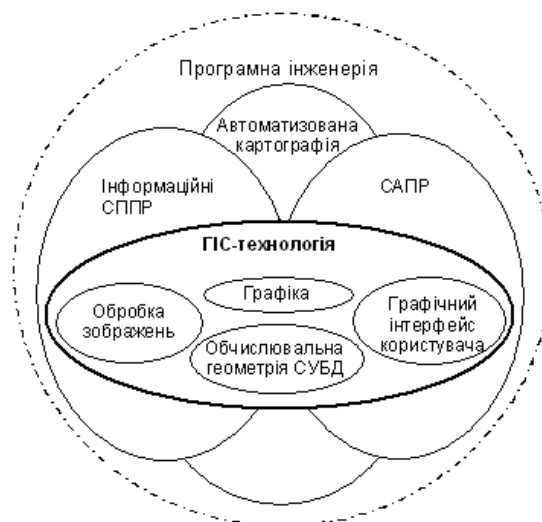 Програмна інженерія
Автоматизована
картографія
Інформаційні
СППР
САПР
ГІС-технологія
Обробка
зображень
Графіка
Обчислювальна
геометрія СУБД
Графічний
інтерфейс
користувача